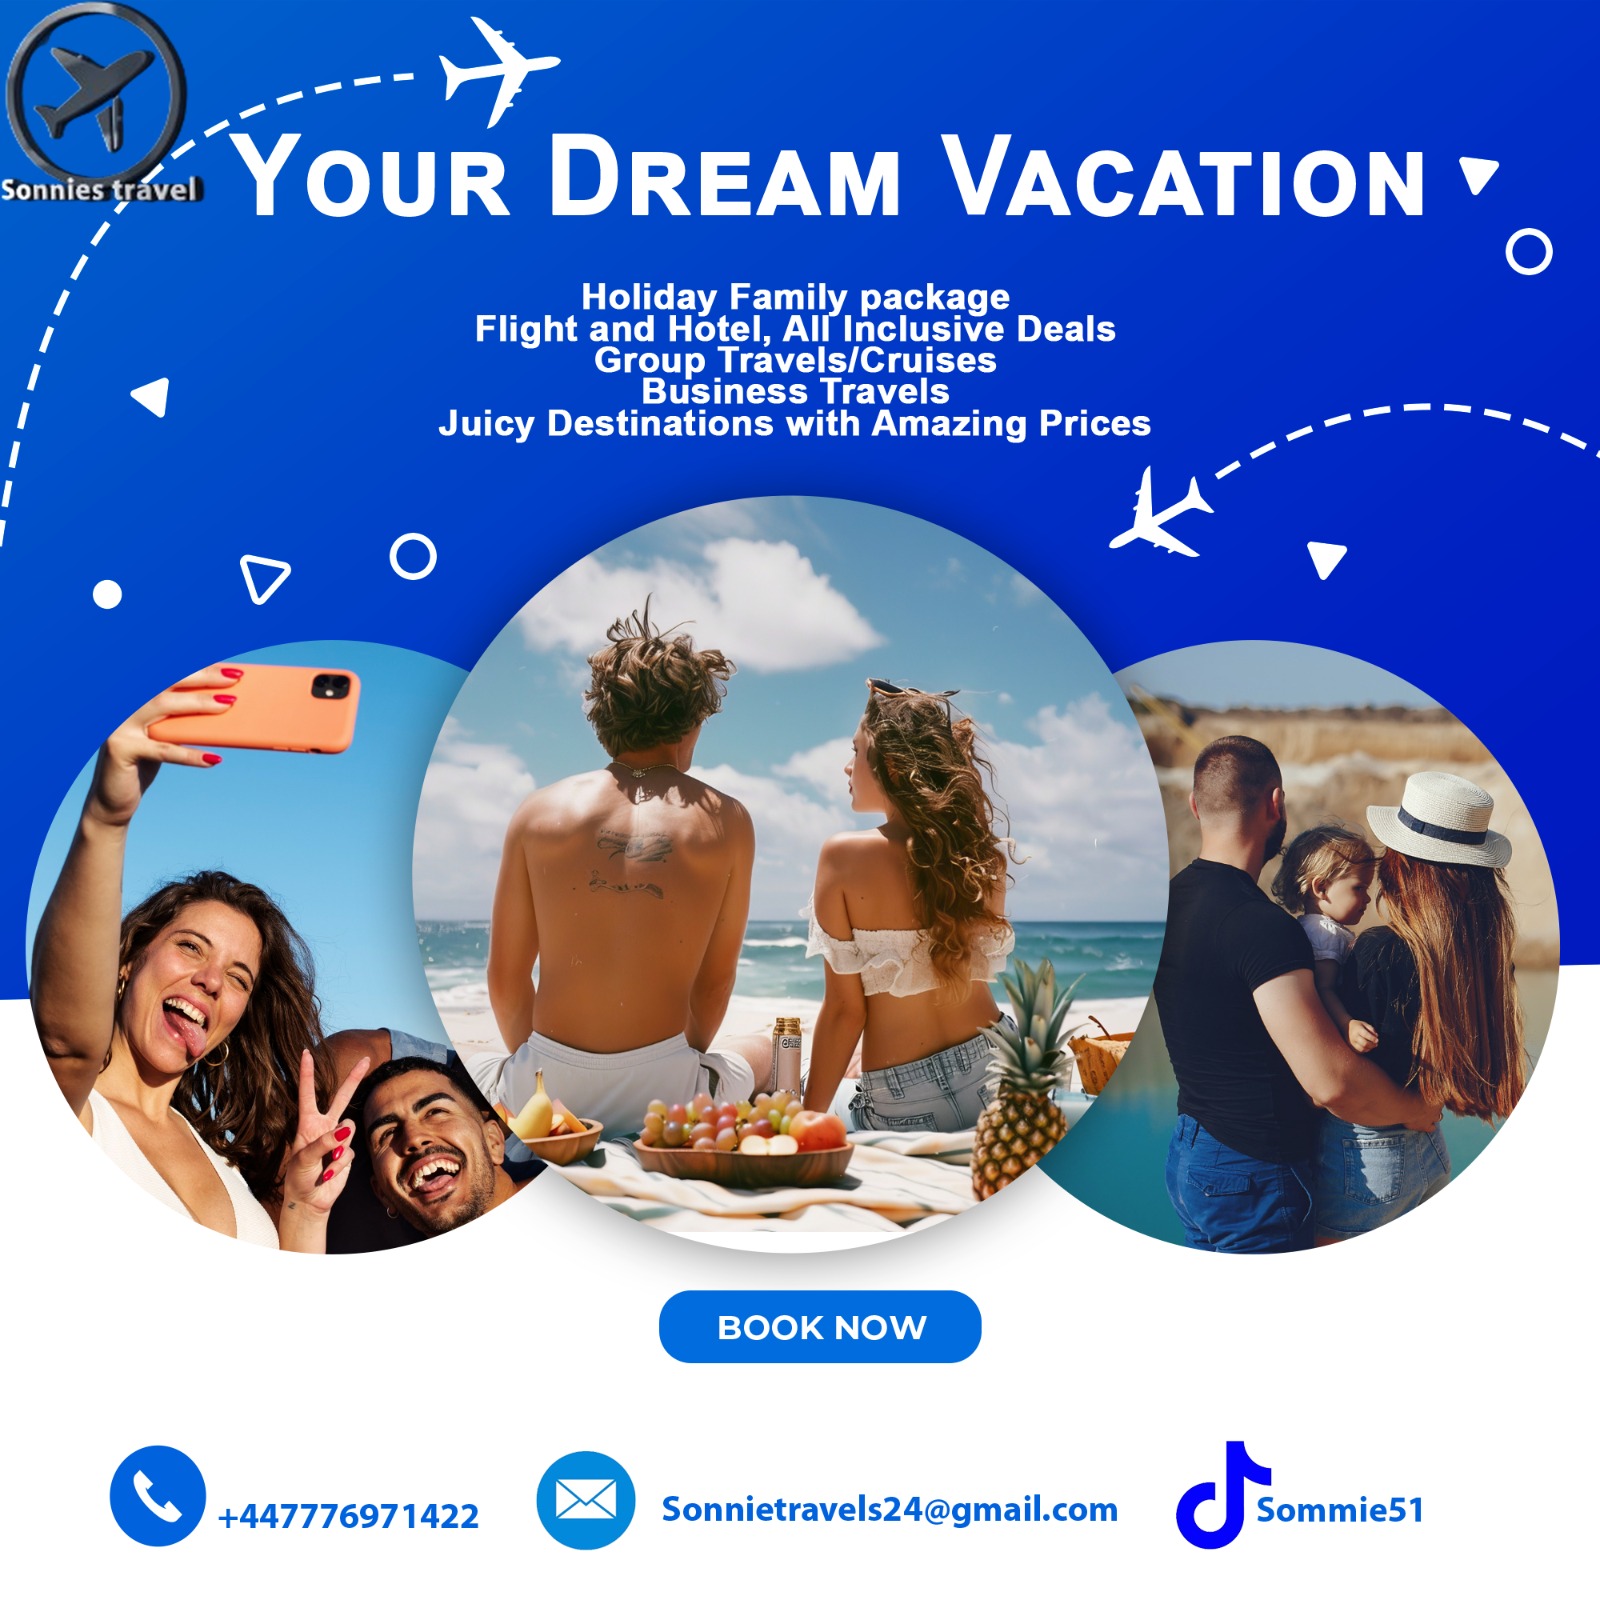 Sonnies travel
Your Dream Vacation
Holiday Family package
Flight and Hotel, All Inclusive Deals
Group Travels/Cruises
Business Travels
Juicy Destinations with Amazing Prices
BOOK NOW
+447776971422
Sonnietravels24@gmail.com
Sommie51